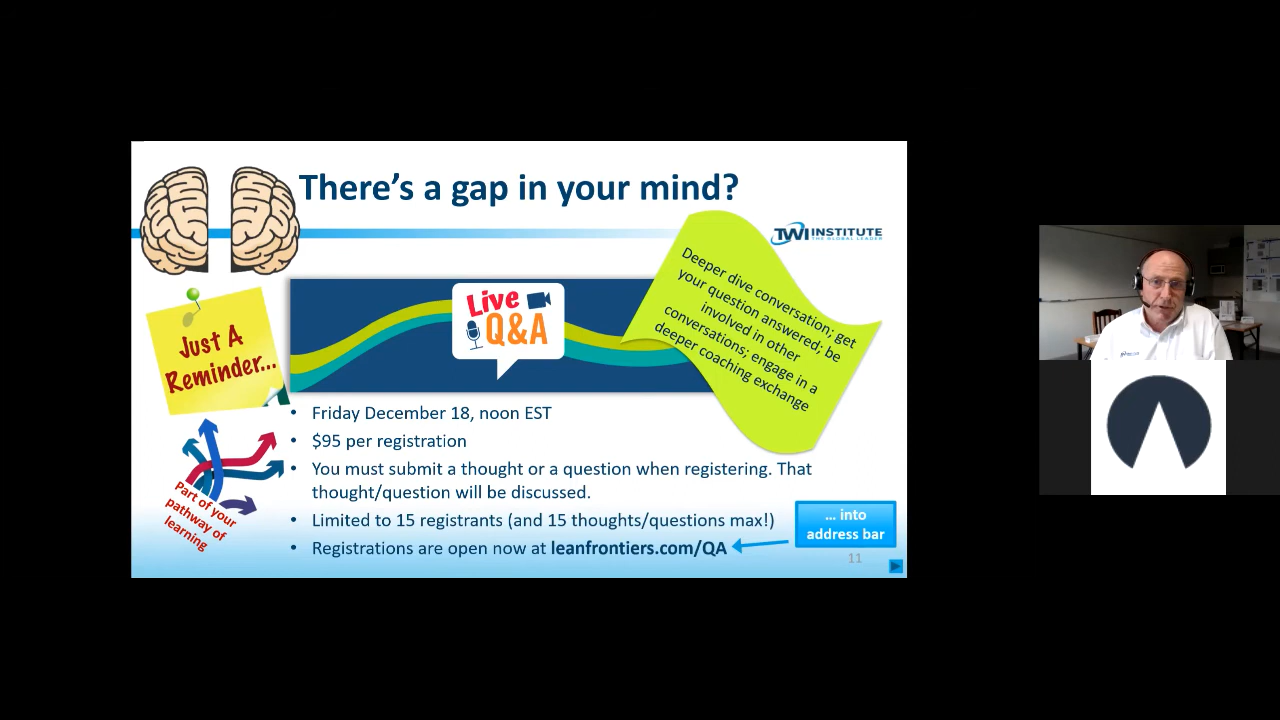 There's a gap in your mind?
TWI INSTITUTE
THE GLOBAL LEADER
Just A
Reminder...
Live
Q&A
Deeper dive conversation; get
your question answered; be
involved in other
conversations; engage in a
deeper coaching exchange
• Friday December 18, noon EST
• $95 per registration
• You must submit a thought or a question when registering. That
thought/question will be discussed.
• Limited to 15 registrants (and 15 thoughts/questions max!)
• Registrations are open now at leanfrontiers.com/QA
Part of your
pathway of
learning
... into
address bar
11